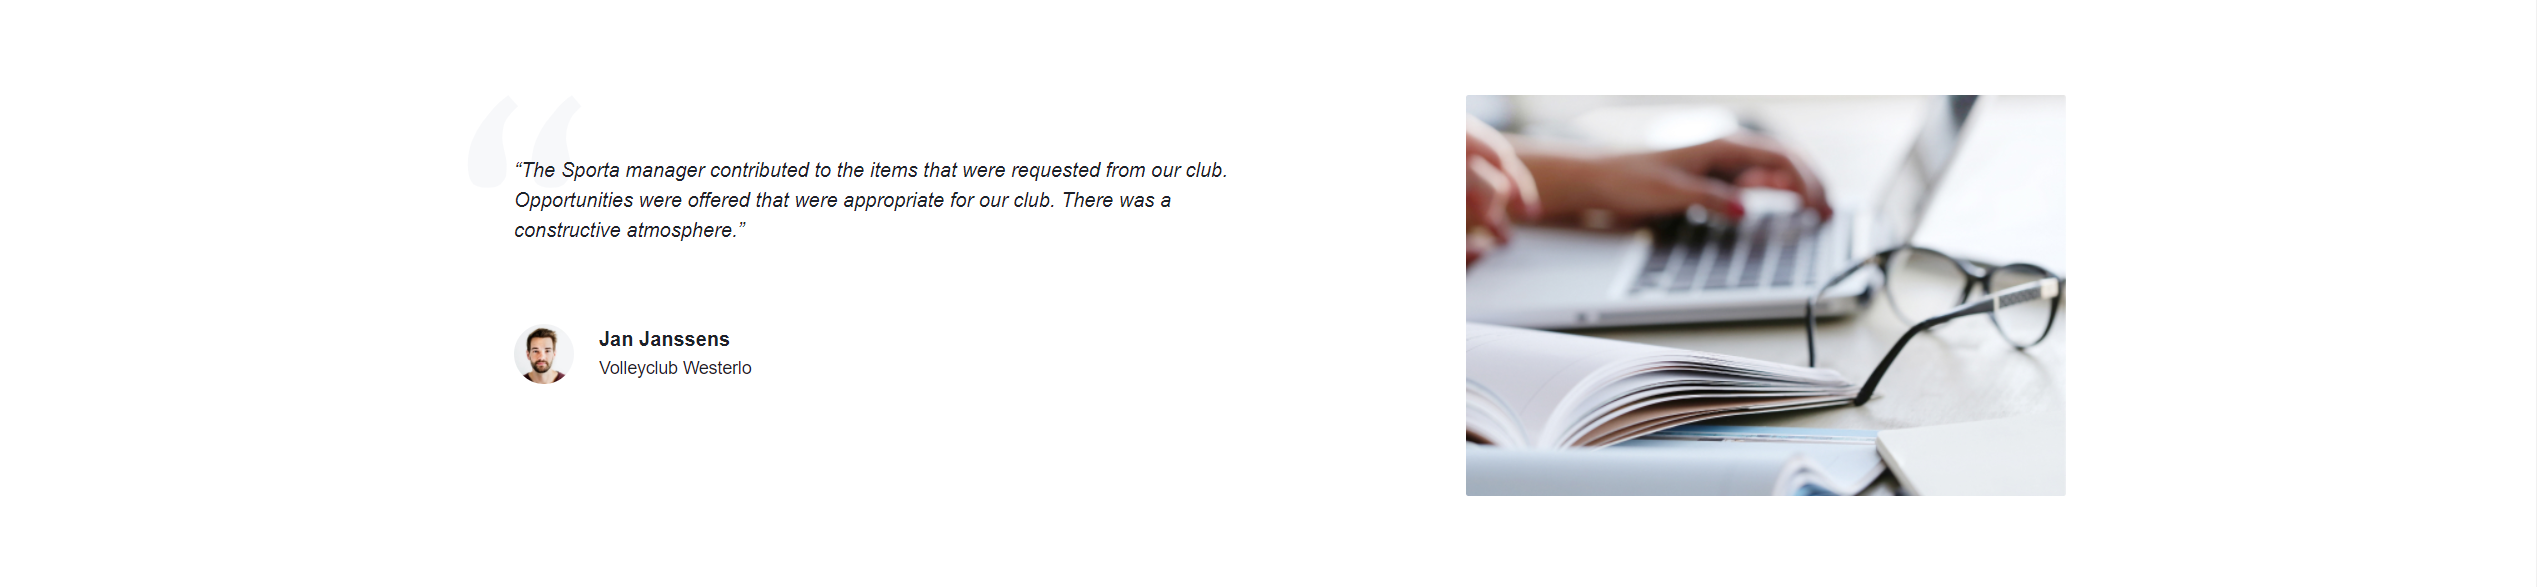 “The Sporta manager contributed to the items that were requested from our club.
Opportunities were offered that were appropriate for our club. There was a
constructive atmosphere.”
Jan Janssens
Volleyclub Westerlo